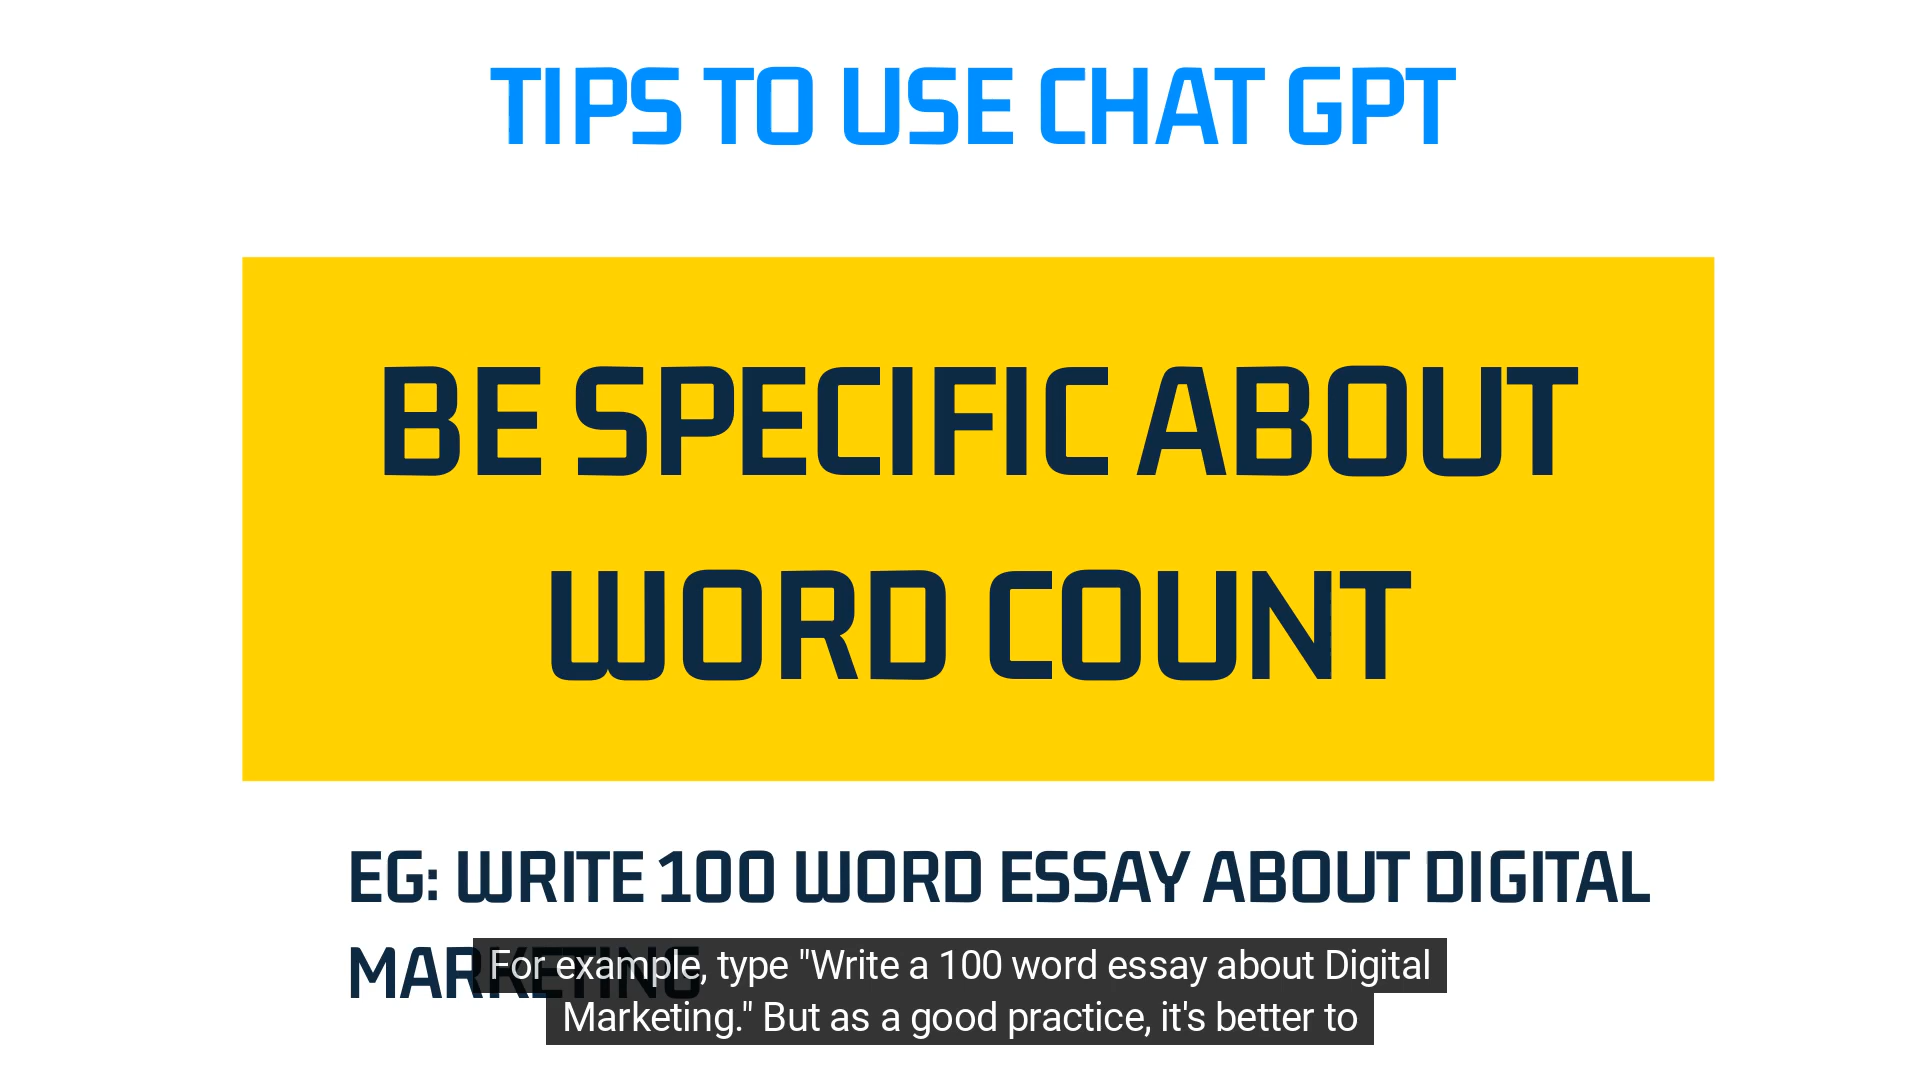 TIPS TO USE CHAT GPT
BE SPECIFIC ABOUT
WORD COUNT
EG: WRITE 100 WORD ESSAY ABOUT DIGITAL
MARKETING
For example, type "Write a 100 word essay about Digital
Marketing." But as a good practice, it's better to